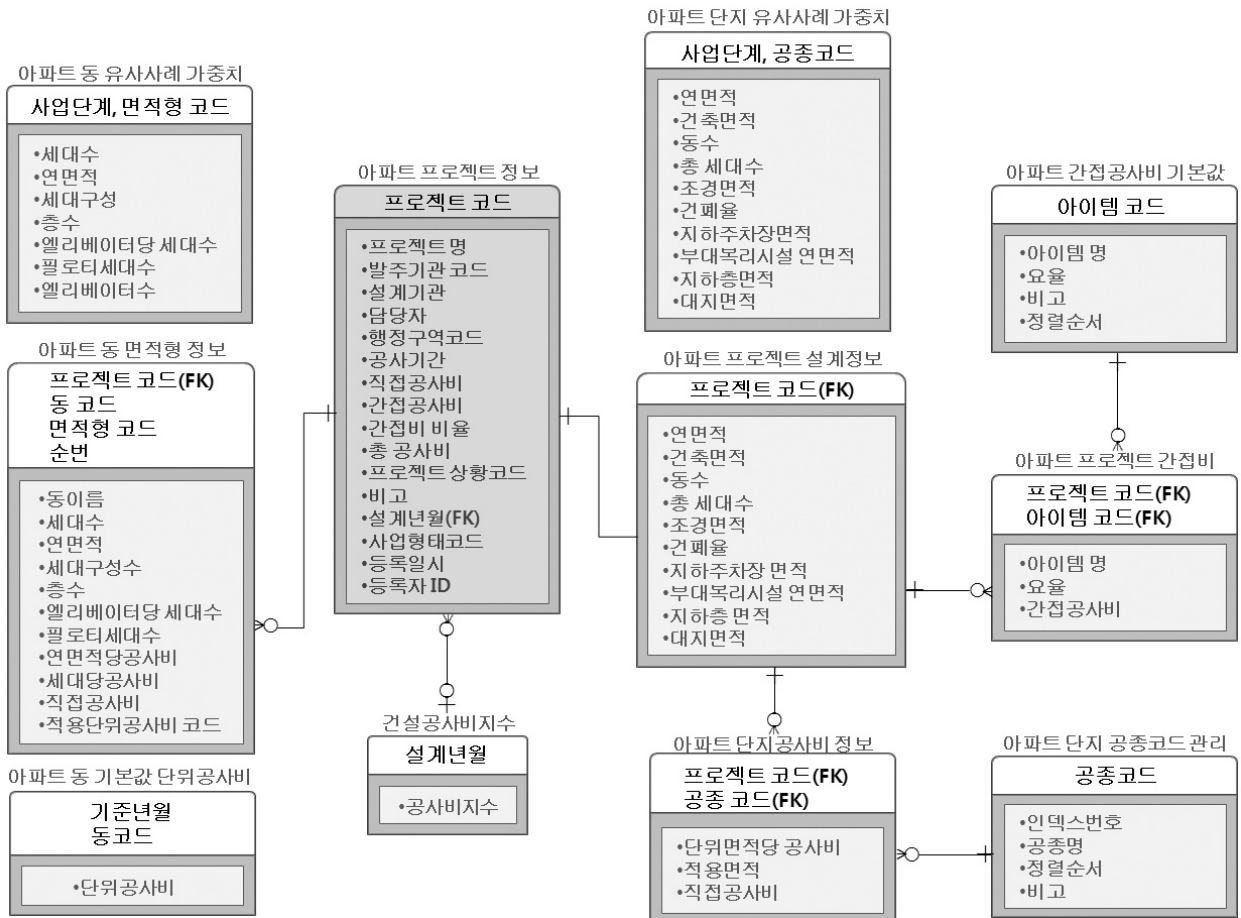 아파트 동 유사사례 가중치
사업단계, 면적형 코드
•세대수
•연면적
•세대구성
•층수
•엘리베이터당 세대수
•필로티세대수
•엘리베이터수
아파트 동 면적형 정보
프로젝트 코드(FK)
동 코드
면적형 코드
순번
•동이름
•세대수
•연면적
•세대구성수
•층수
•엘리베이터당 세대수
•필로티세대수
•연면적당공사비
•세대당공사비
•직접공사비
•적용단위공사비 코드
아파트 동 기본값 단위공사비
기준년월
동코드
•단위공사비
아파트 프로젝트 정보
프로젝트 코드
•프로젝트 명
•발주기관 코드
•설계기관
•담당자
•행정구역코드
•공사기간
•직접공사비
•간접공사비
•간접비 비율
•총 공사비
•프로젝트 상황코드
•비고
•설계년월(FK)
•사업형태코드
•등록일시
•등록자 ID
건설공사비지수
설계년월
•공사비지수
아파트 단지 유사사례 가중치
사업단계, 공종코드
•연면적
•건축면적
•동수
•총 세대수
•조경면적
•건폐율
•지하주차장면적
•부대복리시설 연면적
•지하층면적
•대지면적
아파트 프로젝트 설계정보
프로젝트 코드(FK)
•연면적
•건축면적
•동수
•총 세대수
•조경면적
•건폐율
•지하주차장 면적
•부대복리시설 연면적
•지하층 면적
•대지면적
아파트 단지공사비 정보
프로젝트 코드(FK)
공종 코드(FK)
•단위면적당 공사비
•적용면적
•직접공사비
아파트 간접공사비 기본값
아이템 코드
•아이템 명
•요율
•비고
•정렬순서
아파트 프로젝트 간접비
프로젝트 코드(FK)
아이템 코드(FK)
•아이템 명
•요율
•간접공사비
아파트 단지 공종코드 관리
공종코드
•인덱스번호
•공종명
•정렬순서
•비고